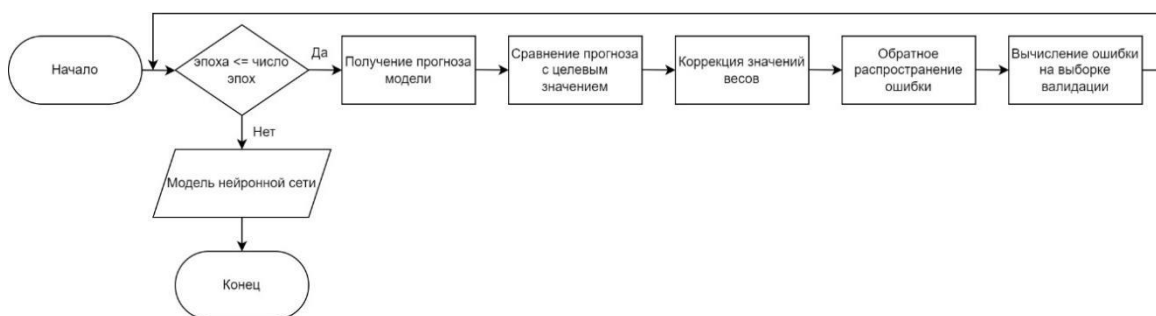 Начало
эпоха <= число
эпох
Да
Получение прогноза
модели
Сравнение прогноза
с целевым
значением
Коррекция значений
весов
Обратное
распространение
ошибки
Вычисление ошибки
на выборке
валидации
Нет
Модель нейронной сети
Конец